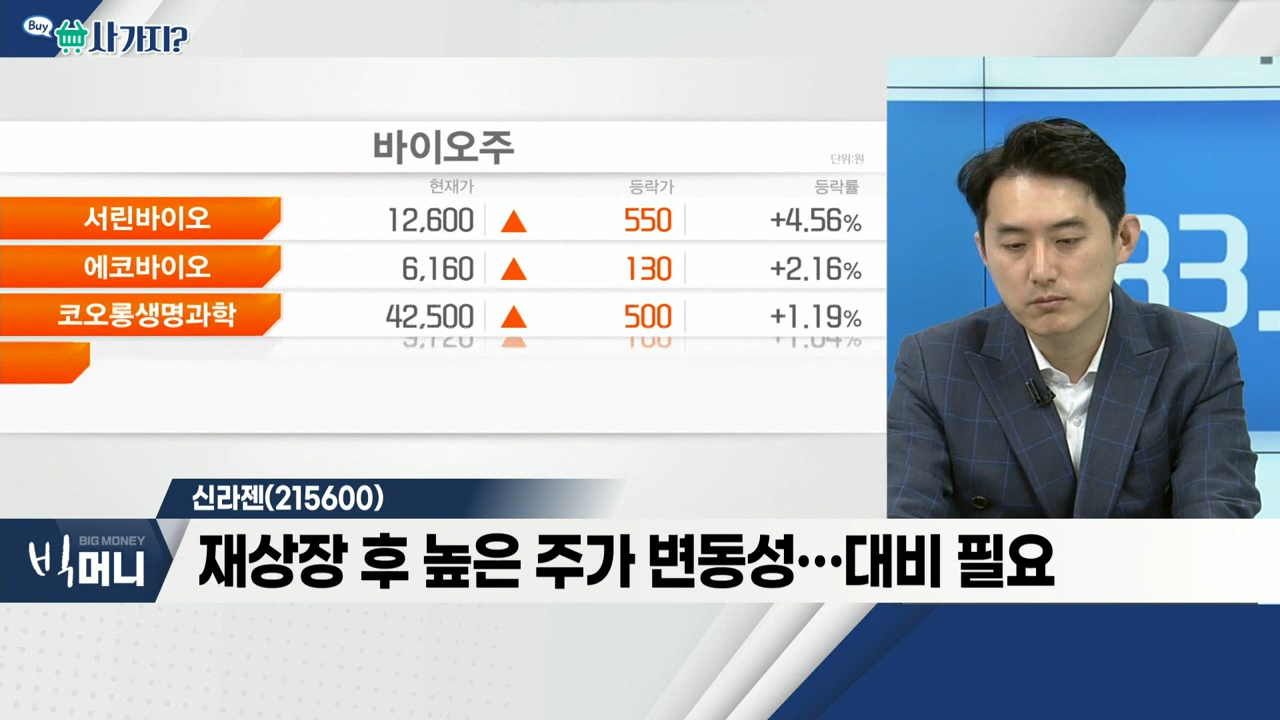 Buy 사 가지?
바이오주
단위:원
현재가 등락가 등락률
서린바이오 12,600 ▲ 550 +4.56%
에코바이오 6,160 ▲ 130 +2.16%
코오롱생명과학 42,500 ▲ 500 +1.19%
33.
신라젠(215600)
BIG MONEY
빅머니
재상장 후 높은 주가 변동성…대비 필요